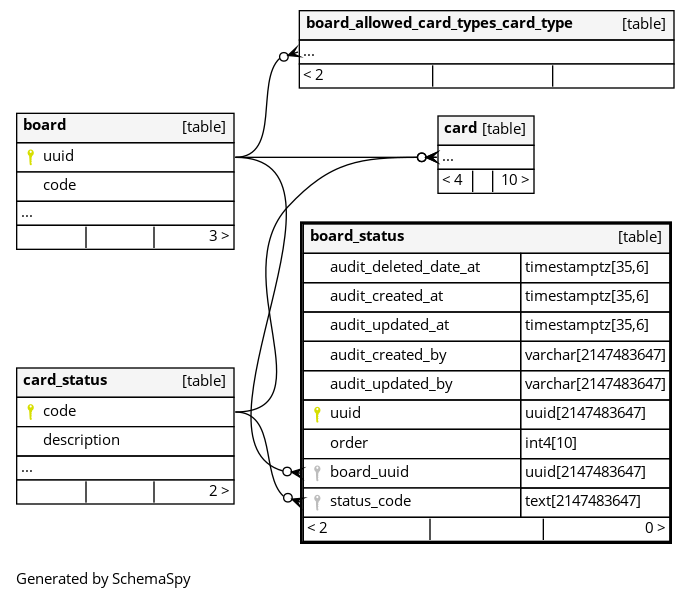 board_allowed_card_types_card_type [table]
...
< 2
board [table]
uuid
code
...
3 >
card [table]
...
< 4 10 >
board_status [table]
audit_deleted_date_at timestamptz[35,6]
audit_created_at timestamptz[35,6]
audit_updated_at timestamptz[35,6]
audit_created_by varchar[2147483647]
audit_updated_by varchar[2147483647]
uuid uuid[2147483647]
order int4[10]
board_uuid uuid[2147483647]
status_code text[2147483647]
< 2 0 >
card_status [table]
code
description
...
2 >
Generated by SchemaSpy